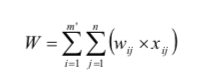 W = \sum_{i=1}^{m^*} \sum_{j=1}^{n} (w_{ij} \times x_{ij})